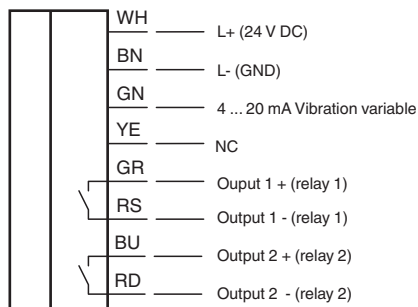 WH L+ (24 V DC)
BN L- (GND)
GN 4 ... 20 mA Vibration variable
YE NC
GR Ouput 1 + (relay 1)
RS Output 1 - (relay 1)
BU Output 2 + (relay 2)
RD Output 2 - (relay 2)